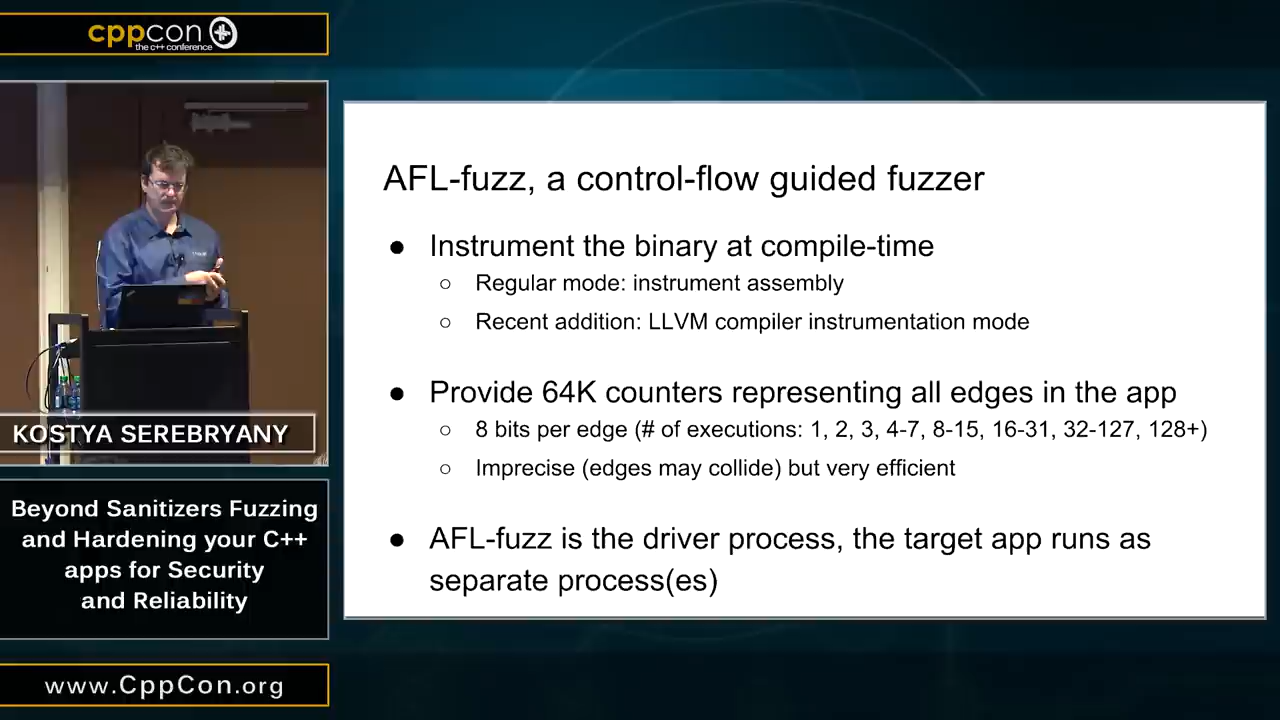 cppcon
the c++ conference
KOSTYA SEREBRYANY
Beyond Sanitizers Fuzzing
and Hardening your C++
apps for Security
and Reliability
www.CppCon.org
AFL-fuzz, a control-flow guided fuzzer
● Instrument the binary at compile-time
○ Regular mode: instrument assembly
○ Recent addition: LLVM compiler instrumentation mode
● Provide 64K counters representing all edges in the app
○ 8 bits per edge (# of executions: 1, 2, 3, 4-7, 8-15, 16-31, 32-127, 128+)
○ Imprecise (edges may collide) but very efficient
● AFL-fuzz is the driver process, the target app runs as
separate process(es)